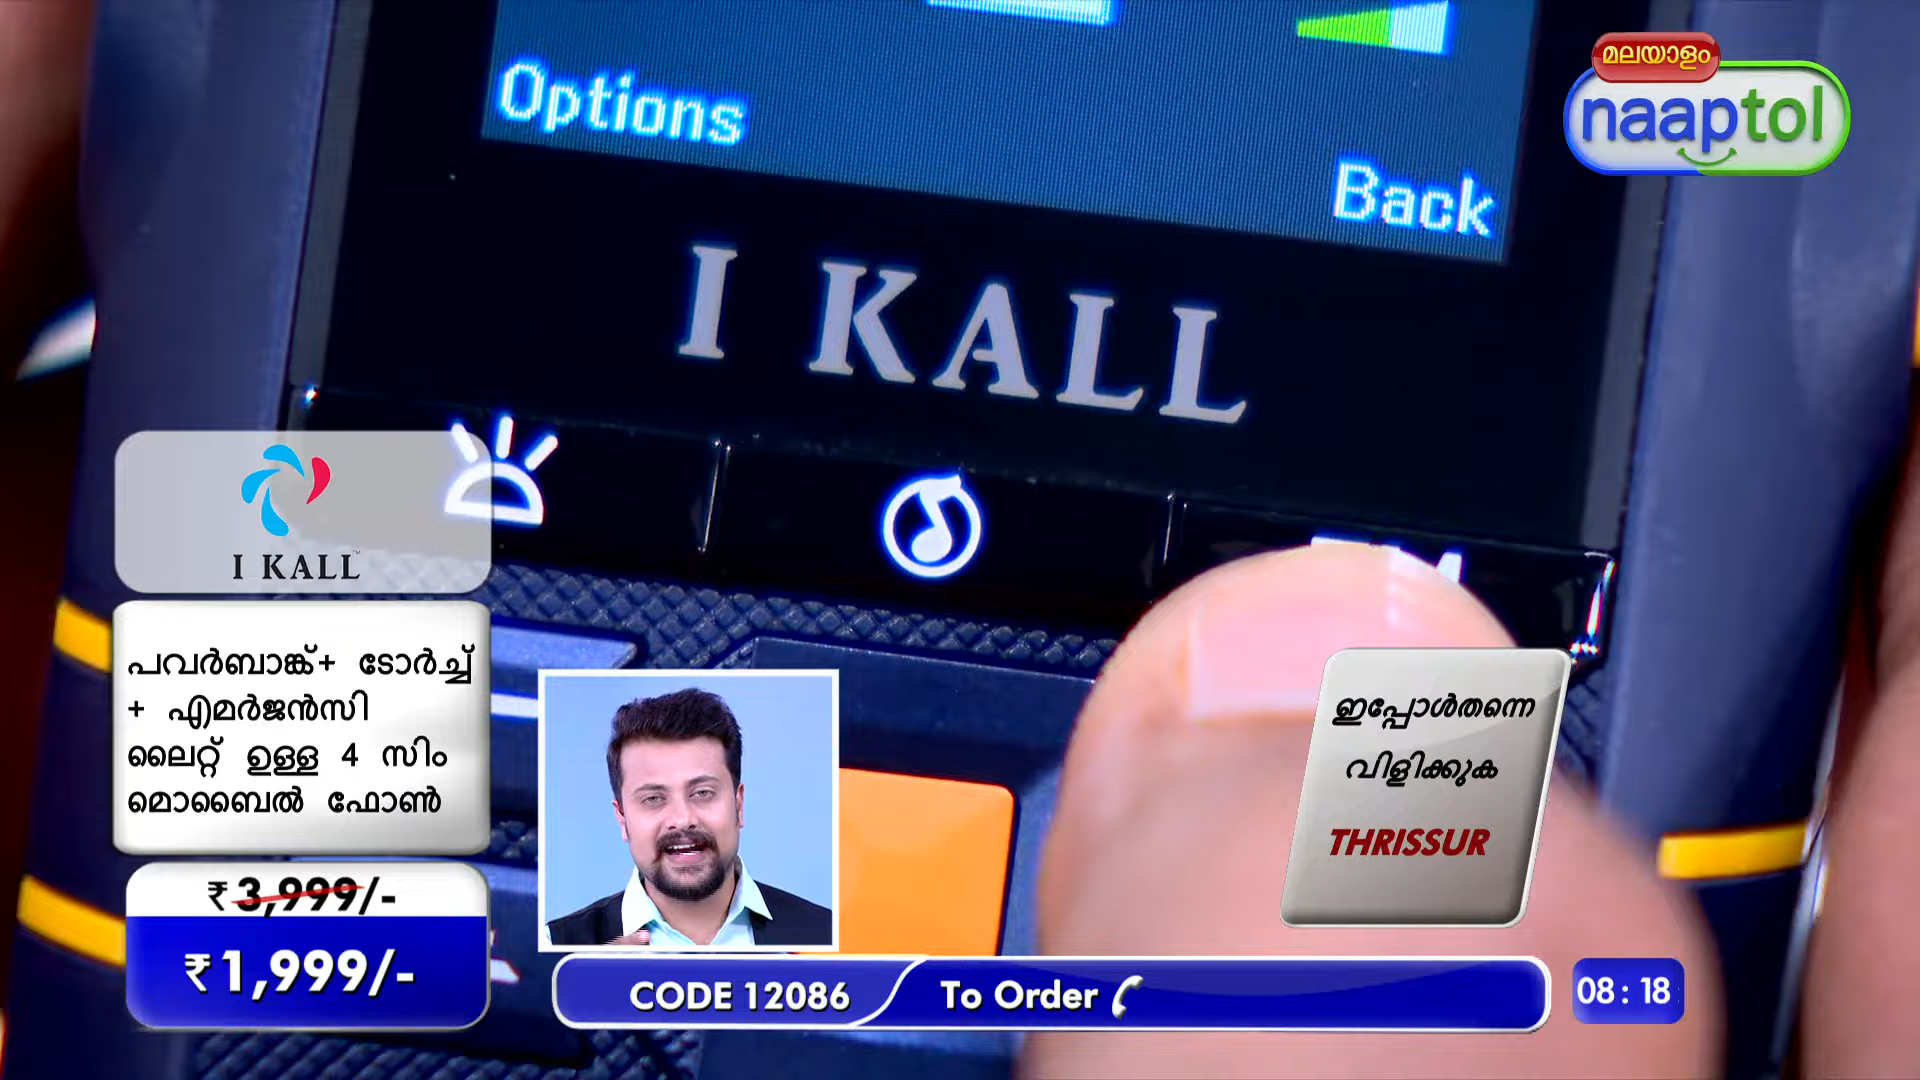 Options
Back
I KALL
മലയാളം
naaptol
I KALL
പവർബാങ്ക്+ ടോർച്ച്
+ എമർജൻസി
ലൈറ്റ് ഉള്ള 4 സിം
മൊബൈൽ ഫോൺ
₹3,999/-
₹1,999/-
ഇപ്പോൾതന്നെ
വിളിക്കുക
THRISSUR
CODE 12086
To Order
08:18